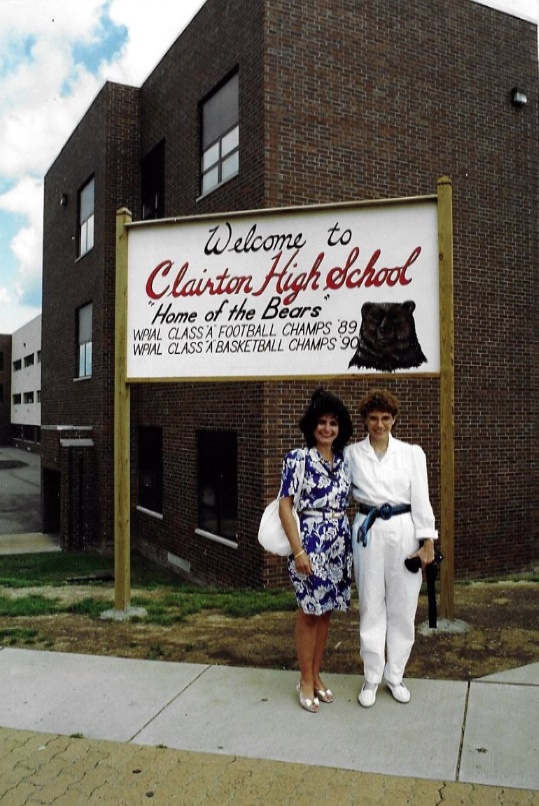 Welcome to
Clairton High School
"Home of the Bears"
WPIAL CLASS "A" FOOTBALL CHAMPS '89
WPIAL CLASS "A" BASKETBALL CHAMPS '90